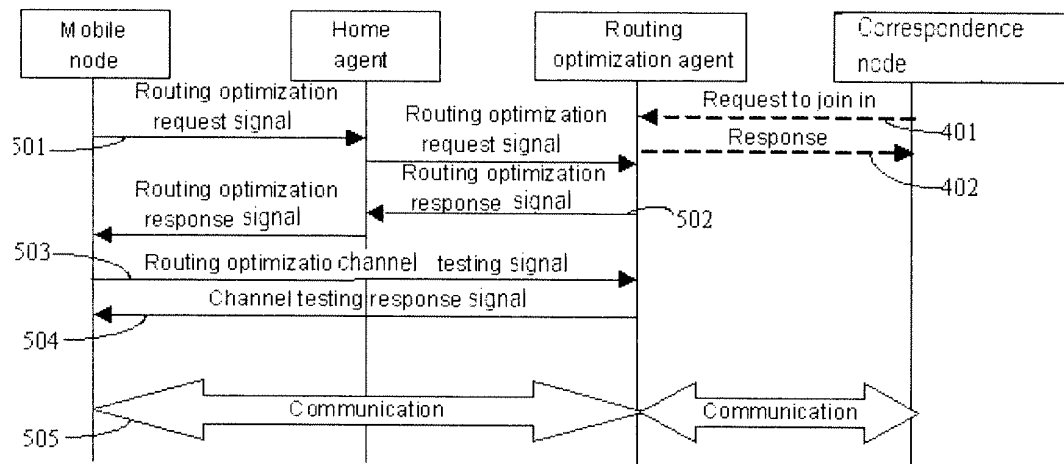 Mobile
node
Home
agent
Routing
optimization agent
Correspondence
node
Routing optimization
request signal
Request to join in
501
Routing optimization
request signal
401
Response
Routing optimization
response signal
Routing optimization
response signal
402
502
503
Routing optimizatio channel testing signal
Channel testing response signal
504
Communication
Communication
505